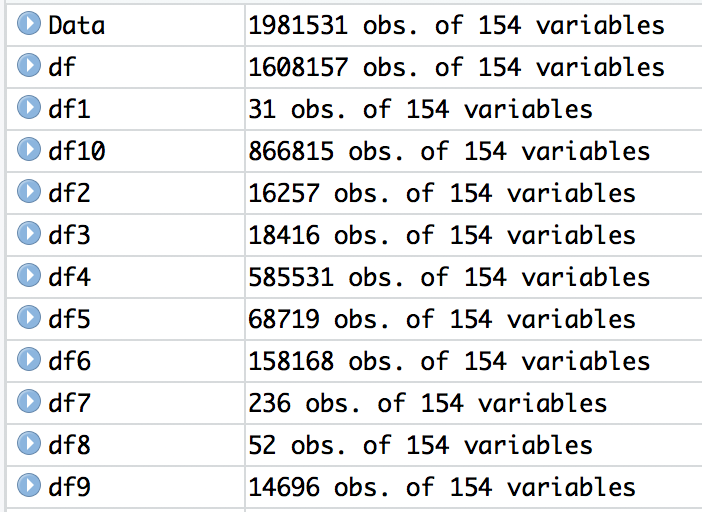 Data 1981531 obs. of 154 variables
df 1608157 obs. of 154 variables
df1 31 obs. of 154 variables
df10 866815 obs. of 154 variables
df2 16257 obs. of 154 variables
df3 18416 obs. of 154 variables
df4 585531 obs. of 154 variables
df5 68719 obs. of 154 variables
df6 158168 obs. of 154 variables
df7 236 obs. of 154 variables
df8 52 obs. of 154 variables
df9 14696 obs. of 154 variables